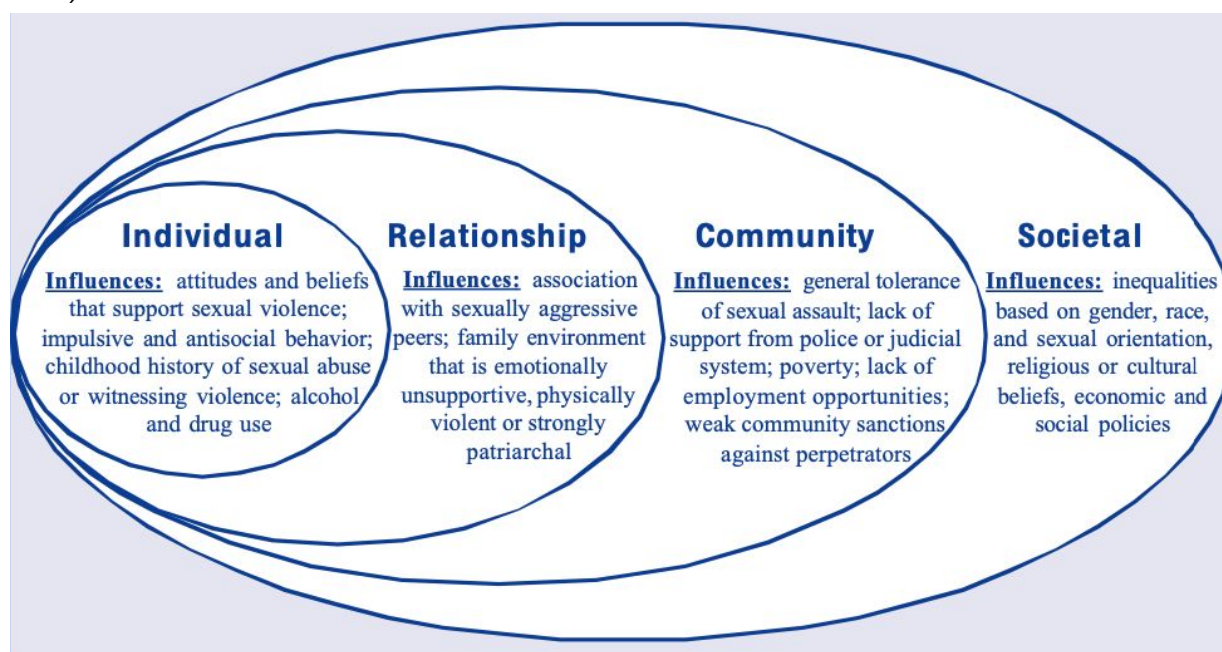 Individual
Influences: attitudes and beliefs
that support sexual violence;
impulsive and antisocial behavior;
childhood history of sexual abuse
or witnessing violence; alcohol
and drug use
Relationship
Influences: association
with sexually aggressive
peers; family environment
that is emotionally
unsupportive, physically
violent or strongly
patriarchal
Community
Influences: general tolerance
of sexual assault; lack of
support from police or judicial
system; poverty; lack of
employment opportunities;
weak community sanctions
against perpetrators
Societal
Influences: inequalities
based on gender, race,
and sexual orientation,
religious or cultural
beliefs, economic and
social policies